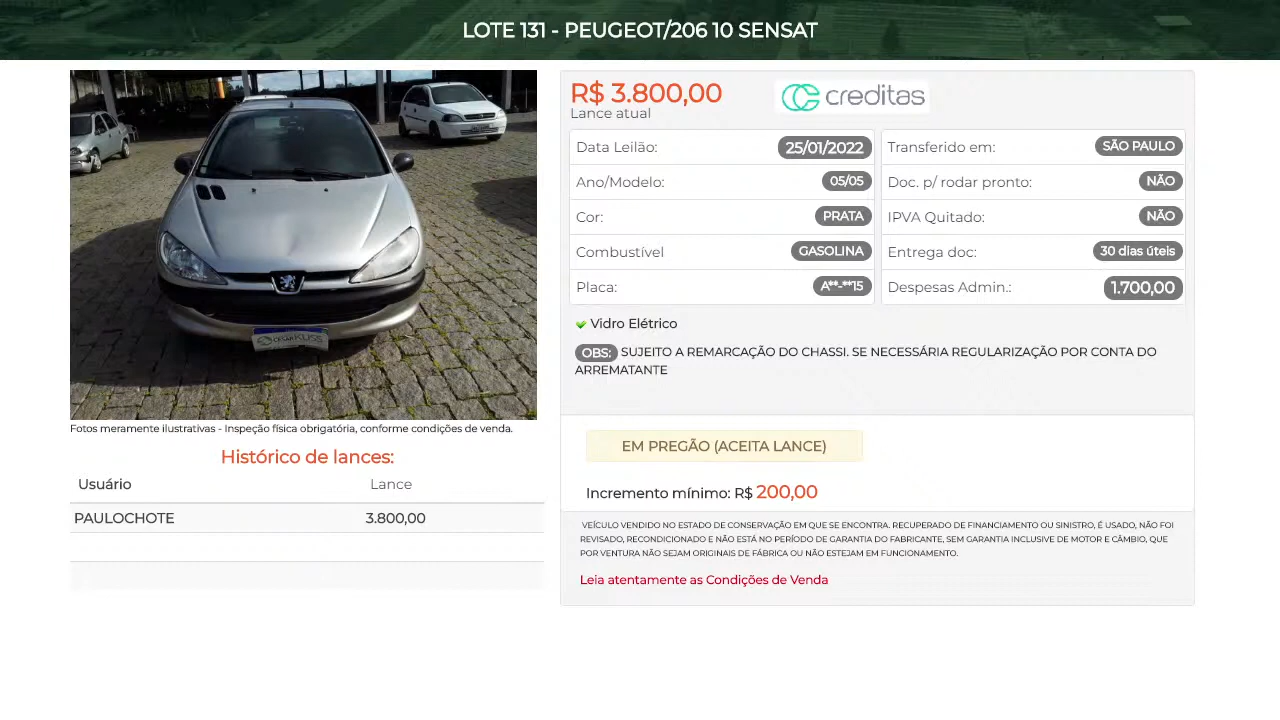 LOTE 131 - PEUGEOT/206 10 SENSAT
R$ 3.800,00
Lance atual
creditas
Data Leilão: 25/01/2022
Ano/Modelo: 05/05
Cor: PRATA
Combustível GASOLINA
Placa: A**-**15
Transferido em: SÃO PAULO
Doc. p/ rodar pronto: NÃO
IPVA Quitado: NÃO
Entrega doc: 30 dias úteis
Despesas Admin.: 1.700,00
Vidro Elétrico
OBS: SUJEITO A REMARCAÇÃO DO CHASSI. SE NECESSÁRIA REGULARIZAÇÃO POR CONTA DO
ARREMATANTE
KLISS
Fotos meramente ilustrativas - Inspeção física obrigatória, conforme condições de venda.
Histórico de lances:
Usuário Lance
PAULOCHOTE 3.800,00
EM PREGÃO (ACEITA LANCE)
Incremento mínimo: R$ 200,00
VEÍCULO VENDIDO NO ESTADO DE CONSERVAÇÃO EM QUE SE ENCONTRA. RECUPERADO DE FINANCIAMENTO OU SINISTRO, É USADO, NÃO FOI
REVISADO, RECONDICIONADO E NÃO ESTÁ NO PERÍODO DE GARANTIA DO FABRICANTE, SEM GARANTIA INCLUSIVE DE MOTOR E CÂMBIO, QUE
POR VENTURA NÃO SEJAM ORIGINAIS DE FÁBRICA OU NÃO ESTEJAM EM FUNCIONAMENTO.
Leia atentamente as Condições de Venda